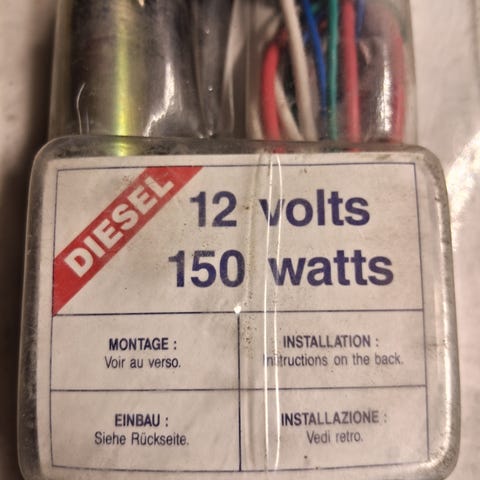 DIESEL
12 volts
150 watts
MONTAGE :
Voir au verso.
INSTALLATION :
Instructions on the back.
EINBAU :
Siehe Rückseite.
INSTALLAZIONE :
Vedi retro.